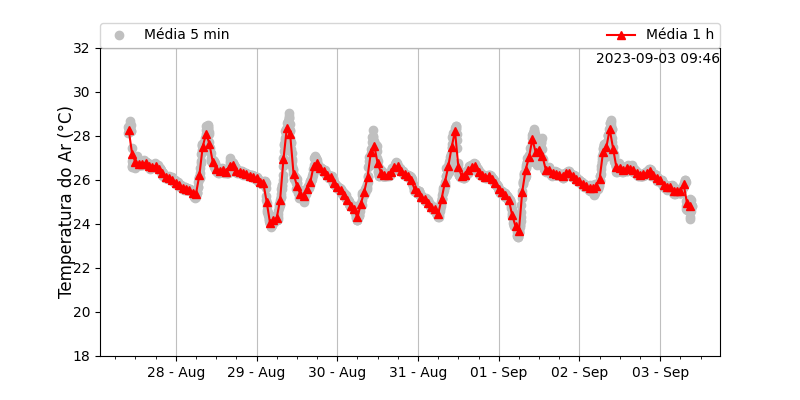 Média 5 min
Média 1 h
2023-09-03 09:46
Temperatura do Ar (°C)
32
30
28
26
24
22
20
18
28 - Aug
29 - Aug
30 - Aug
31 - Aug
01 - Sep
02 - Sep
03 - Sep